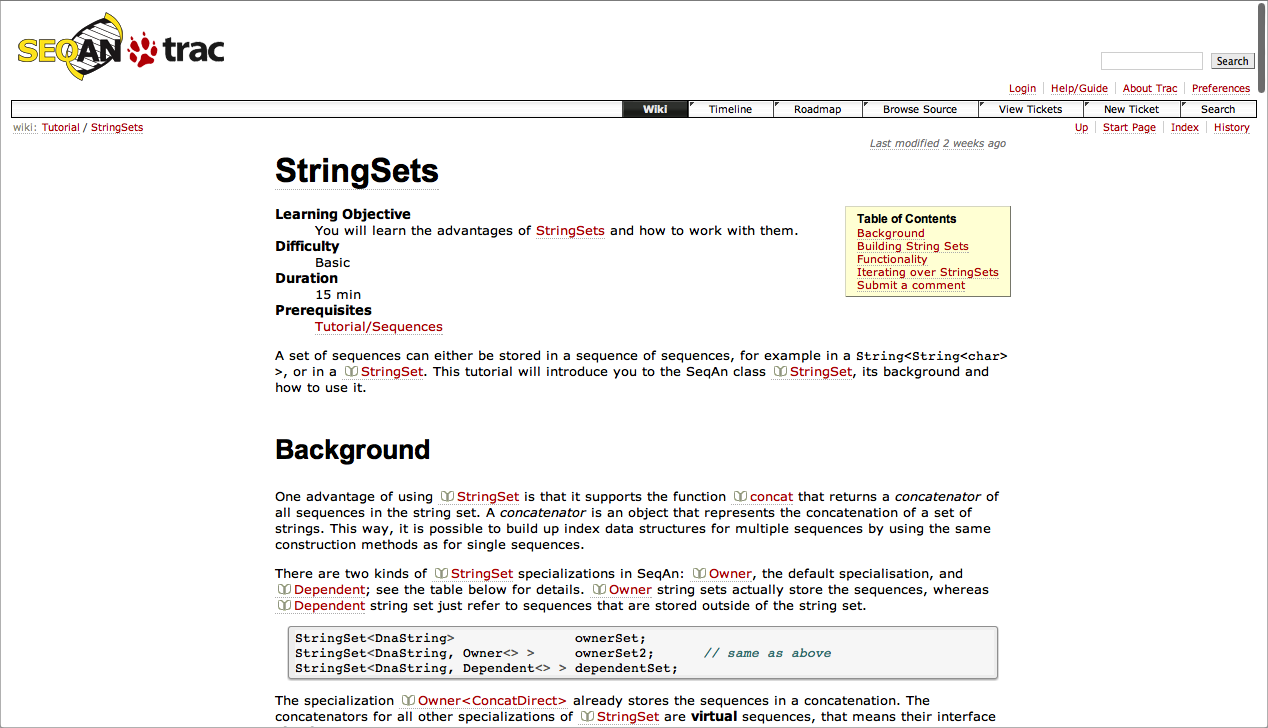 SEQAN trac
Search
Login Help/Guide About Trac Preferences
Wiki Timeline Roadmap Browse Source View Tickets New Ticket Search
wiki: Tutorial / StringSets
Up Start Page Index History
Last modified 2 weeks ago
StringSets
Learning Objective
You will learn the advantages of StringSets and how to work with them.
Difficulty
Basic
Duration
15 min
Prerequisites
Tutorial/Sequences
Table of Contents
Background
Building String Sets
Functionality
Iterating over StringSets
Submit a comment
A set of sequences can either be stored in a sequence of sequences, for example in a String<String<char>
>, or in a StringSet. This tutorial will introduce you to the SeqAn class StringSet, its background and
how to use it.
Background
One advantage of using StringSet is that it supports the function concat that returns a concatenator of
all sequences in the string set. A concatenator is an object that represents the concatenation of a set of
strings. This way, it is possible to build up index data structures for multiple sequences by using the same
construction methods as for single sequences.
There are two kinds of StringSet specializations in SeqAn: Owner, the default specialisation, and
Dependent; see the table below for details. Owner string sets actually store the sequences, whereas
Dependent string set just refer to sequences that are stored outside of the string set.
StringSet<DnaString> ownerSet;
StringSet<DnaString, Owner<> > ownerSet2; // same as above
StringSet<DnaString, Dependent<> > dependentSet;
The specialization Owner<ConcatDirect> already stores the sequences in a concatenation. The
concatenators for all other specializations of StringSet are virtual sequences, that means their interface